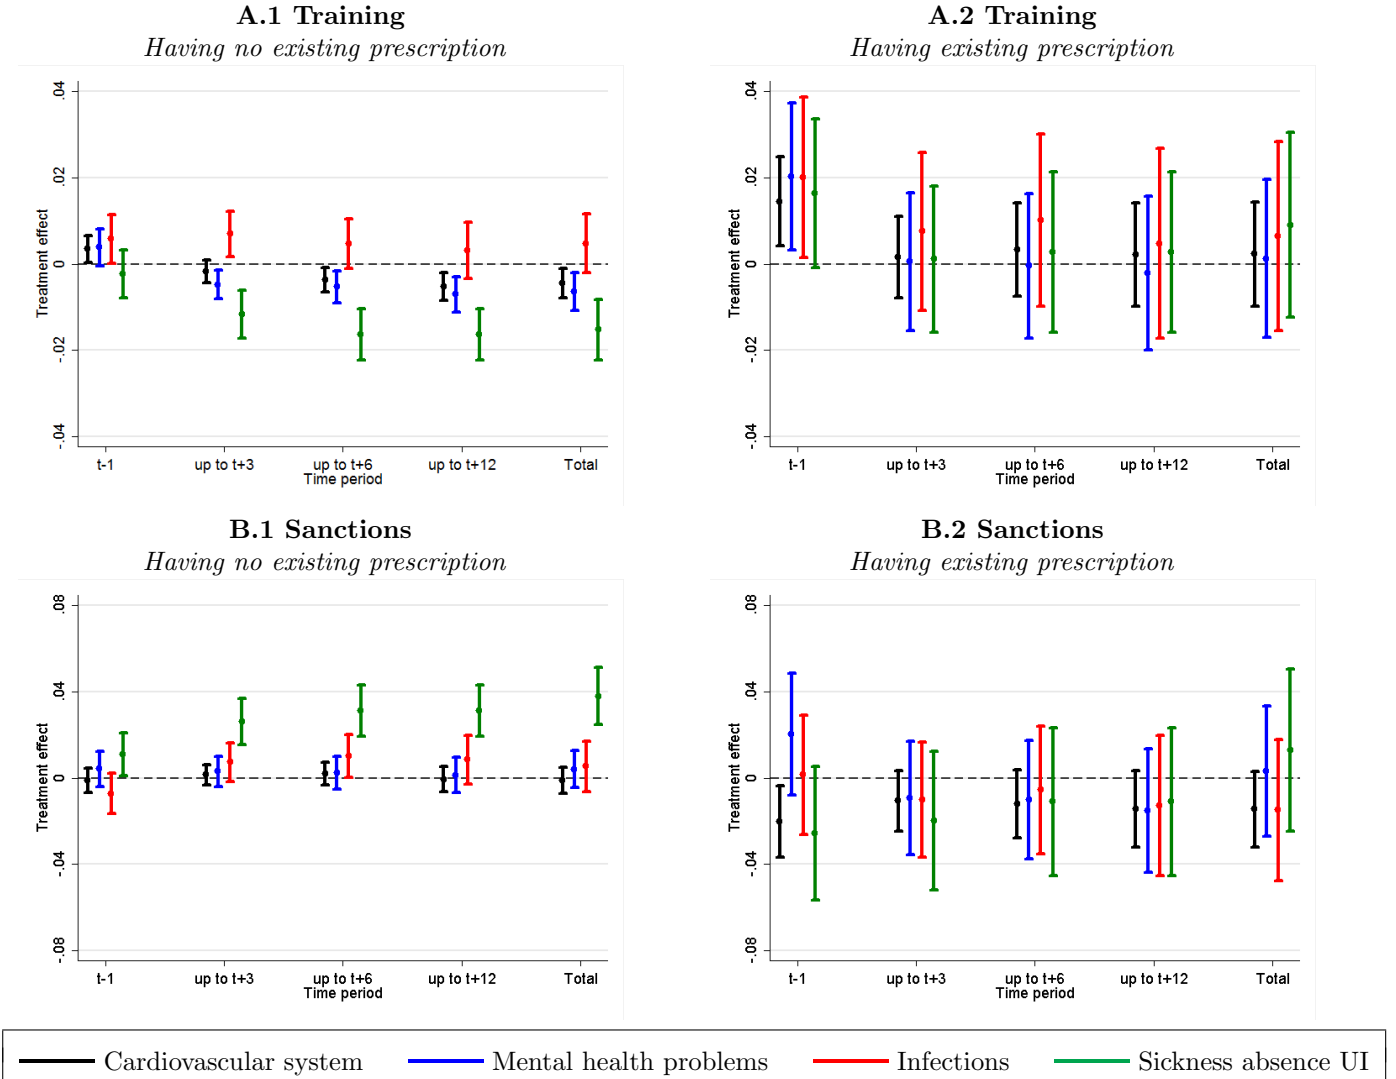 A.1 Training
Having no existing prescription
.04
.02
0
-.02
-.04
Treatment effect
t-1
up to t+3
up to t+6
up to t+12
Total
Time period
A.2 Training
Having existing prescription
.04
.02
0
-.02
-.04
Treatment effect
t-1
up to t+3
up to t+6
up to t+12
Total
Time period
B.1 Sanctions
Having no existing prescription
.08
.04
0
-.04
-.08
Treatment effect
t-1
up to t+3
up to t+6
up to t+12
Total
Time period
B.2 Sanctions
Having existing prescription
.08
.04
0
-.04
-.08
Treatment effect
t-1
up to t+3
up to t+6
up to t+12
Total
Time period
Cardiovascular system
Mental health problems
Infections
Sickness absence UI